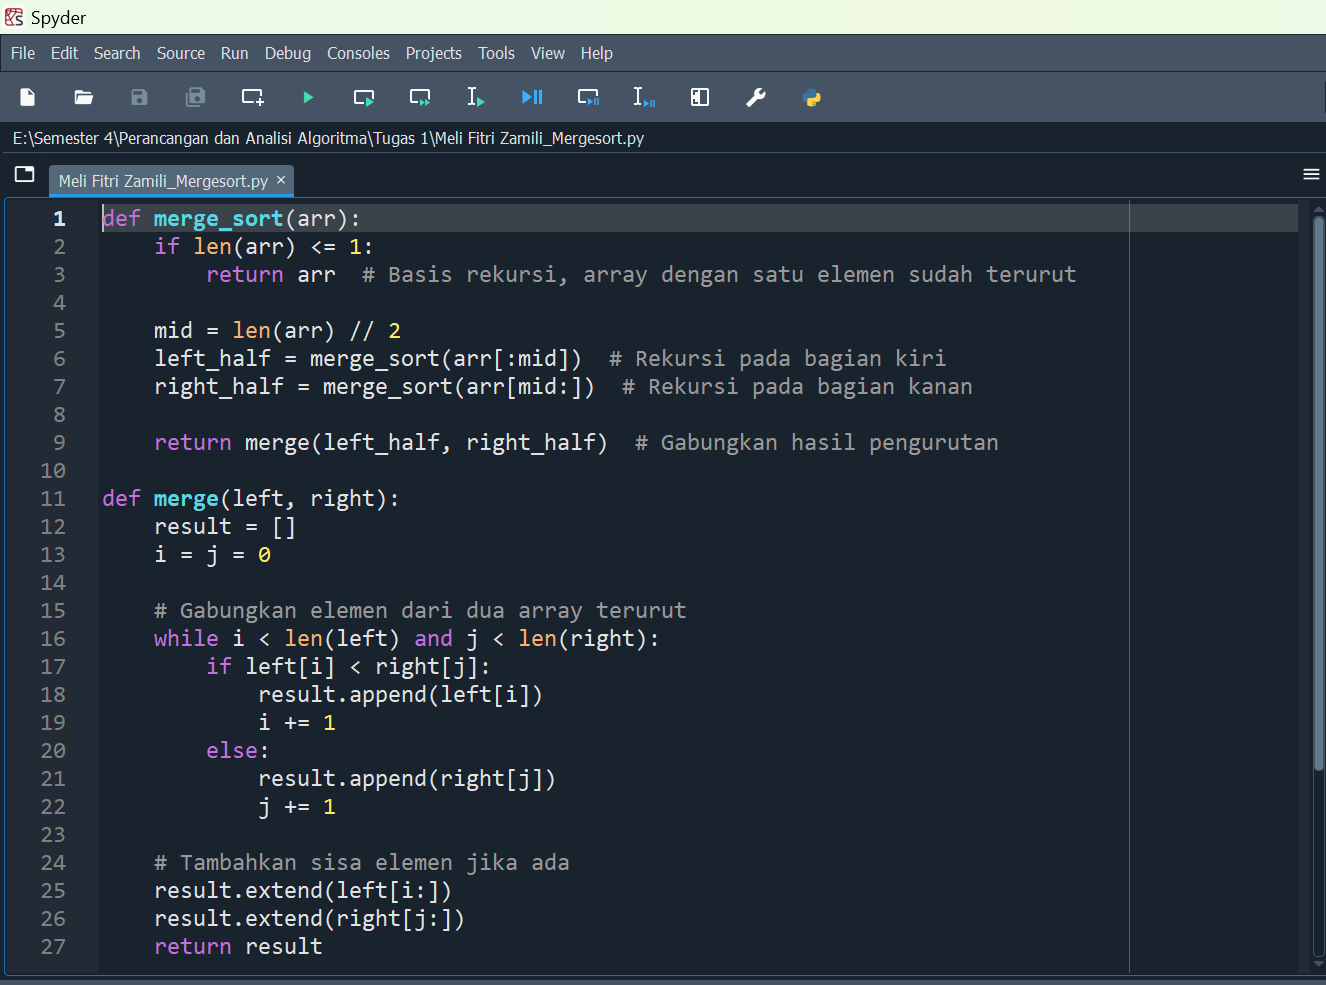 Spyder
File Edit Search Source Run Debug Consoles Projects Tools View Help
E:\Semester 4\Perancangan dan Analisi Algoritma\Tugas 1\Meli Fitri Zamili_Mergesort.py
Meli Fitri Zamili_Mergesort.py ×
1 def merge_sort(arr):
2     if len(arr) <= 1:
3         return arr  # Basis rekursi, array dengan satu elemen sudah terurut
4
5     mid = len(arr) // 2
6     left_half = merge_sort(arr[:mid])  # Rekursi pada bagian kiri
7     right_half = merge_sort(arr[mid:])  # Rekursi pada bagian kanan
8
9     return merge(left_half, right_half)  # Gabungkan hasil pengurutan
10
11 def merge(left, right):
12     result = []
13     i = j = 0
14
15     # Gabungkan elemen dari dua array terurut
16     while i < len(left) and j < len(right):
17         if left[i] < right[j]:
18             result.append(left[i])
19             i += 1
20         else:
21             result.append(right[j])
22             j += 1
23
24     # Tambahkan sisa elemen jika ada
25     result.extend(left[i:])
26     result.extend(right[j:])
27     return result